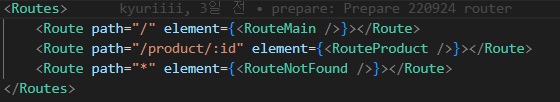 <Routes>   kyuriiii, 3일 전 • prepare: Prepare 220924 router
<Route path="/" element={<RouteMain />}></Route>
<Route path="/product/:id" element={<RouteProduct />}></Route>
<Route path="*" element={<RouteNotFound />}></Route>
</Routes>